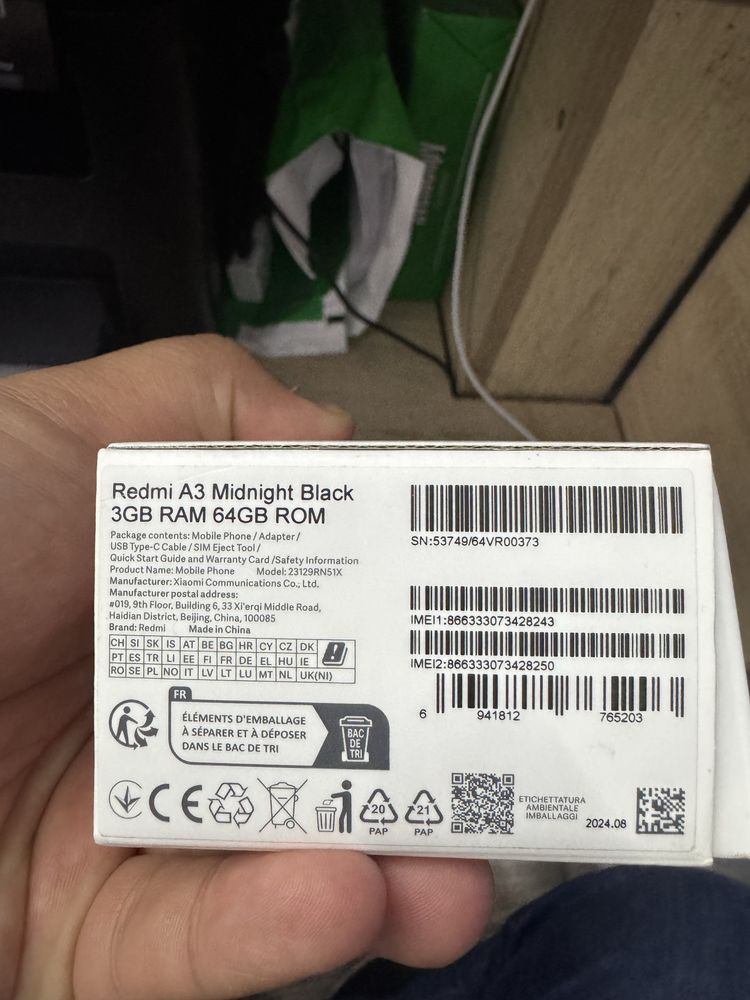 Redmi A3 Midnight Black
3GB RAM 64GB ROM
Package contents: Mobile Phone / Adapter /
USB Type-C Cable / SIM Eject Tool /
Quick Start Guide and Warranty Card /Safety Information
Product Name: Mobile Phone Model: 23129RN51X
Manufacturer: Xiaomi Communications Co., Ltd.
Manufacturer postal address:
#019, 9th Floor, Building 6, 33 Xi'erqi Middle Road,
Haidian District, Beijing, China, 100085
Brand: Redmi Made in China
CH SI SK IS AT BE BG HR CY CZ DK
PT ES TR LI EE FI FR DE EL HU IE
RO SE PL NO IT LV LT LU MT NL UK(NI)
FR
ÉLÉMENTS D'EMBALLAGE
À SÉPARER ET À DÉPOSER
DANS LE BAC DE TRI
BAC
DE
TRI
SN:53749/64VR00373
IMEI1:866333073428243
IMEI2:866333073428250
6 941812 765203
CE
20
PAP
21
PAP
ETICHETTATURA
AMBIENTALE
IMBALLAGGI
2024.08